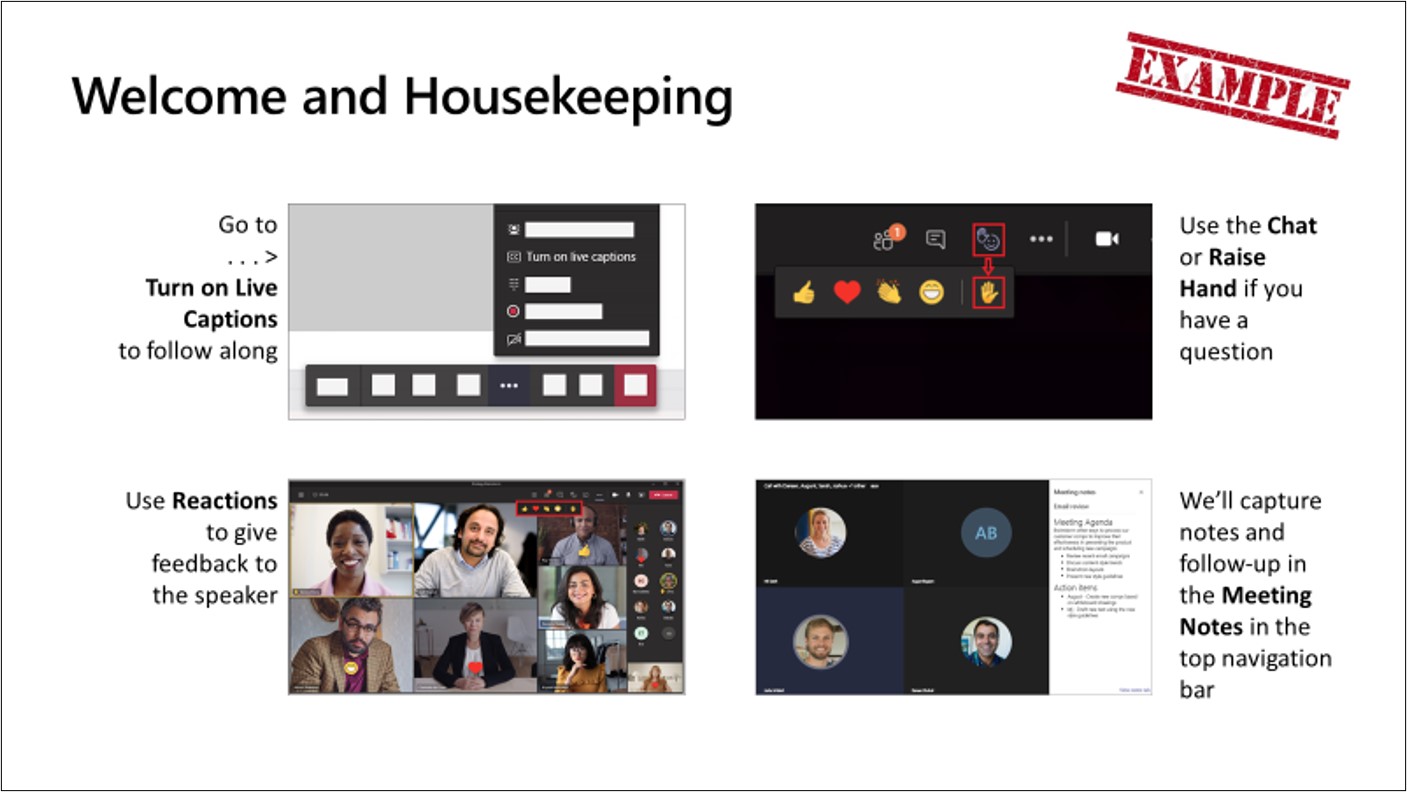 Welcome and Housekeeping
EXAMPLE
Go to
. . . >
Turn on Live
Captions
to follow along
Turn on live captions
1
Use the Chat
or Raise
Hand if you
have a
question
Use Reactions
to give
feedback to
the speaker
AB
Meeting notes
Email review
Meeting Agenda
Action items
We’ll capture
notes and
follow-up in
the Meeting
Notes in the
top navigation
bar